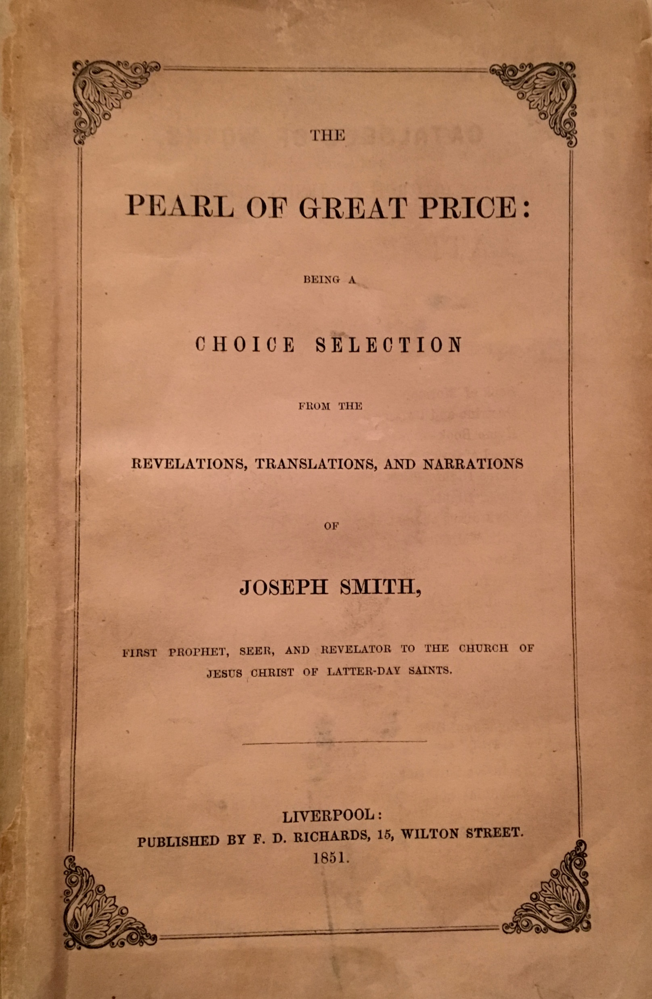 THE
PEARL OF GREAT PRICE:
BEING A
CHOICE SELECTION
FROM THE
REVELATIONS, TRANSLATIONS, AND NARRATIONS
OF
JOSEPH SMITH,
FIRST PROPHET, SEER, AND REVELATOR TO THE CHURCH OF
JESUS CHRIST OF LATTER-DAY SAINTS.
LIVERPOOL:
PUBLISHED BY F. D. RICHARDS, 15, WILTON STREET.
1851.